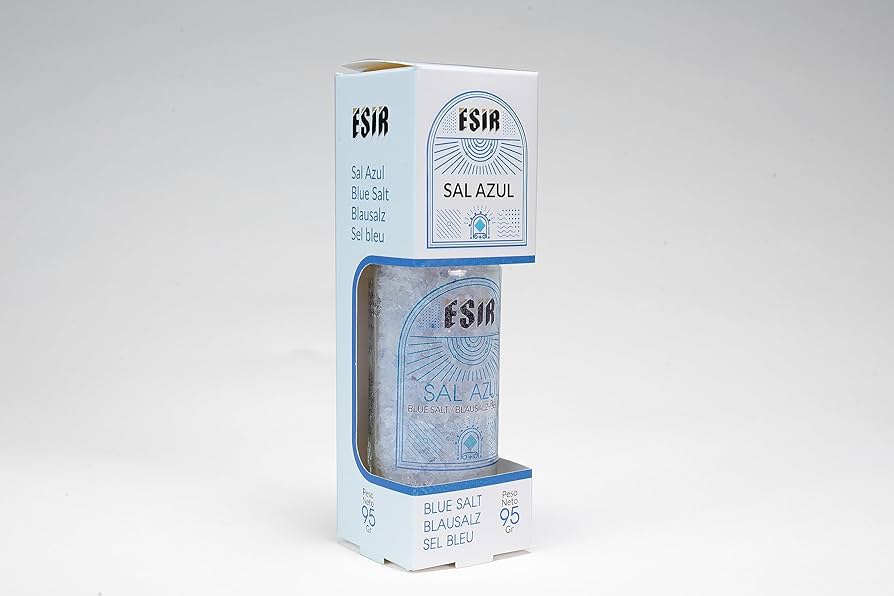 ESIR
Sal Azul
Blue Salt
Blausalz
Sel bleu
Peso
Neto
95
Gr
ESIR
SAL AZUL
ESIR
SAL AZU
BLUE SALT / BLAUSALZ
BLUE SALT
BLAUSALZ
SEL BLEU
Peso
Neto
95
Gr